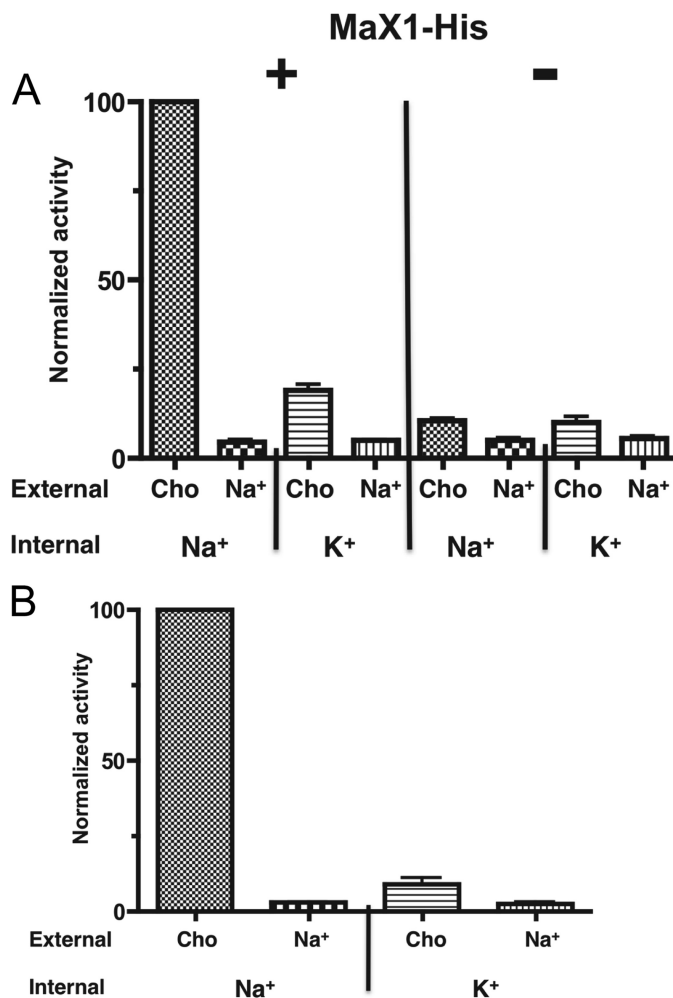 MaX1-His
+ -
A
Normalized activity
100
50
0
External Cho Na⁺ Cho Na⁺ Cho Na⁺ Cho Na⁺
Internal Na⁺ K⁺ Na⁺ K⁺
B
Normalized activity
100
50
0
External Cho Na⁺ Cho Na⁺
Internal Na⁺ K⁺